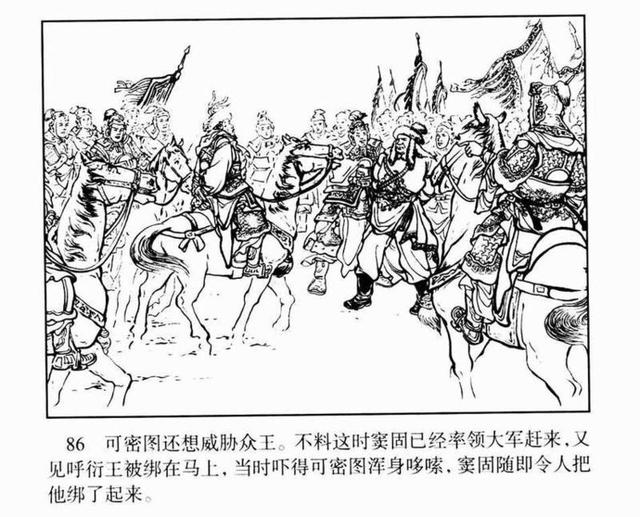 86 可密图还想威胁众王。不料这时窦固已经率领大军赶来,又
见呼衍王被绑在马上,当时吓得可密图浑身哆嗦,窦固随即令人把
他绑了起来。